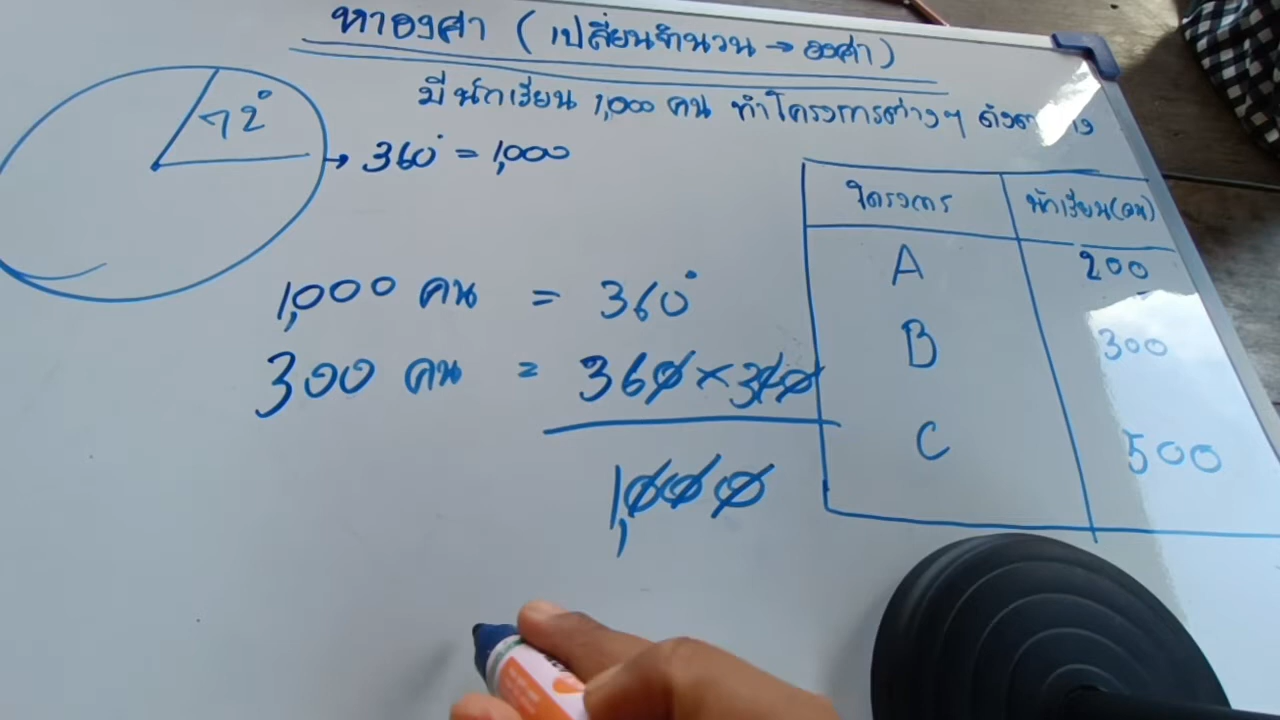 หาองศา (เปลี่ยนจำนวน → องศา)
มีนักเรียน 1,000 คน ทำโครงการต่างๆ
72°
→ 360° = 1,000
โครงการ นักเรียน(คน)
A 200
B 300
C 500
1,000 คน = 360°
300 คน = 360 × 300
1,000